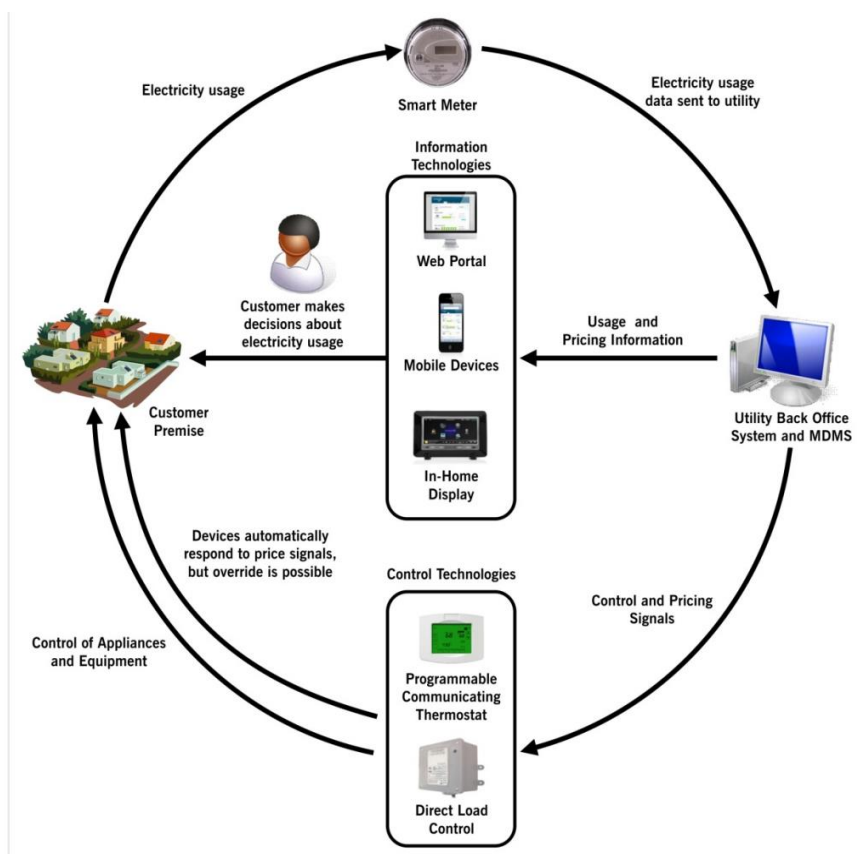 Electricity usage
Smart Meter
Electricity usage
data sent to utility
Information
Technologies
Web Portal
Customer makes
decisions about
electricity usage
Mobile Devices
Usage and
Pricing Information
Customer
Premise
Utility Back Office
System and MDMS
In-Home
Display
Devices automatically
respond to price signals,
but override is possible
Control Technologies
Control of Appliances
and Equipment
Control and Pricing
Signals
Programmable
Communicating
Thermostat
Direct Load
Control